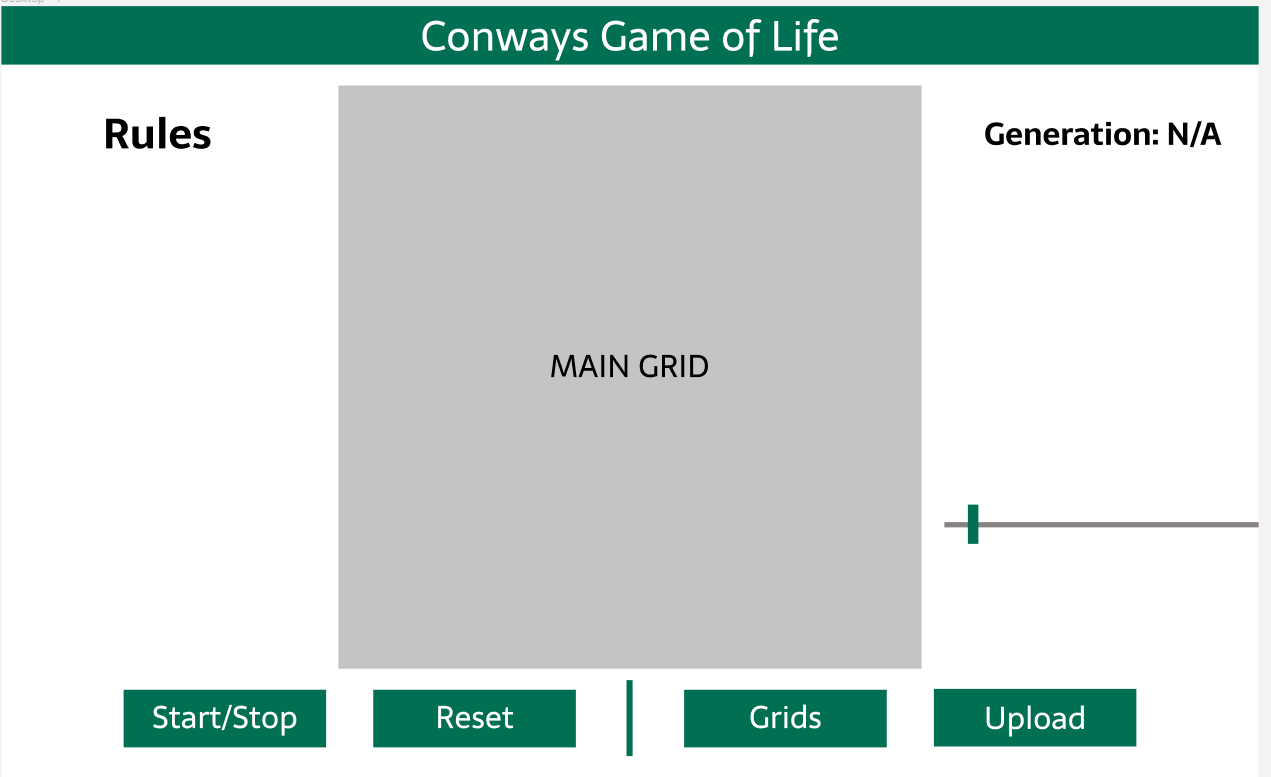 Conways Game of Life
Rules
Generation: N/A
MAIN GRID
Start/Stop
Reset
Grids
Upload